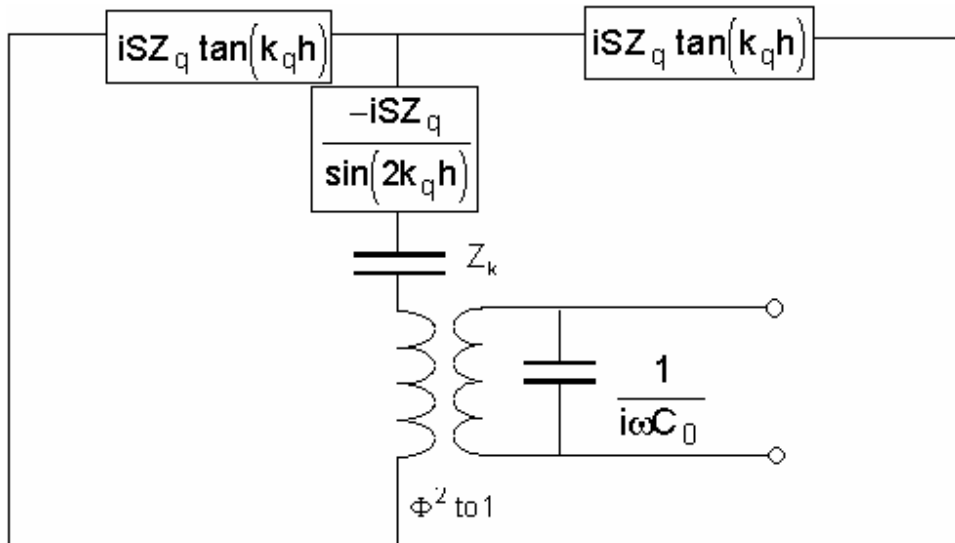 iSZq tan(kqh)
iSZq tan(kqh)
−iSZq
sin(2kqh)
Zk
1
iωC0
Φ² to 1